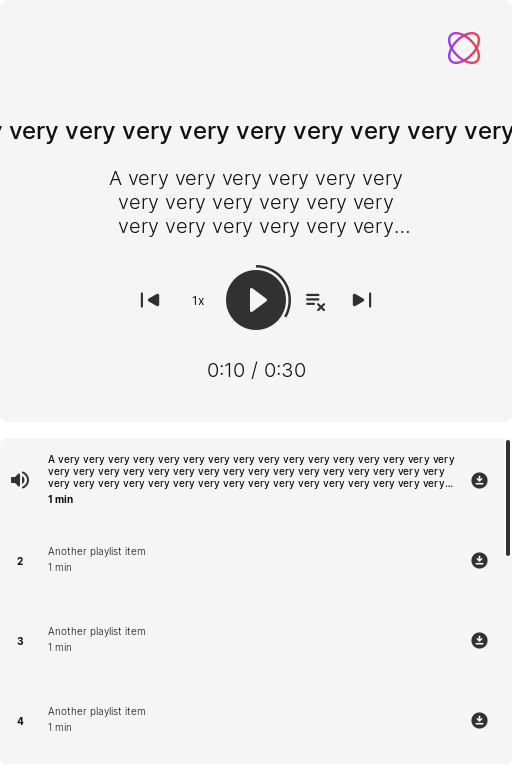 very very very very very very very very very
A very very very very very very
very very very very very very
very very very very very very...
1x
0:10 / 0:30
A very very very very very very very very very very very very very very very very
very very very very very very very very very very very very very very very very
very very very very very very very very very very very very very very very very...
1 min
2
Another playlist item
1 min
3
Another playlist item
1 min
4
Another playlist item
1 min